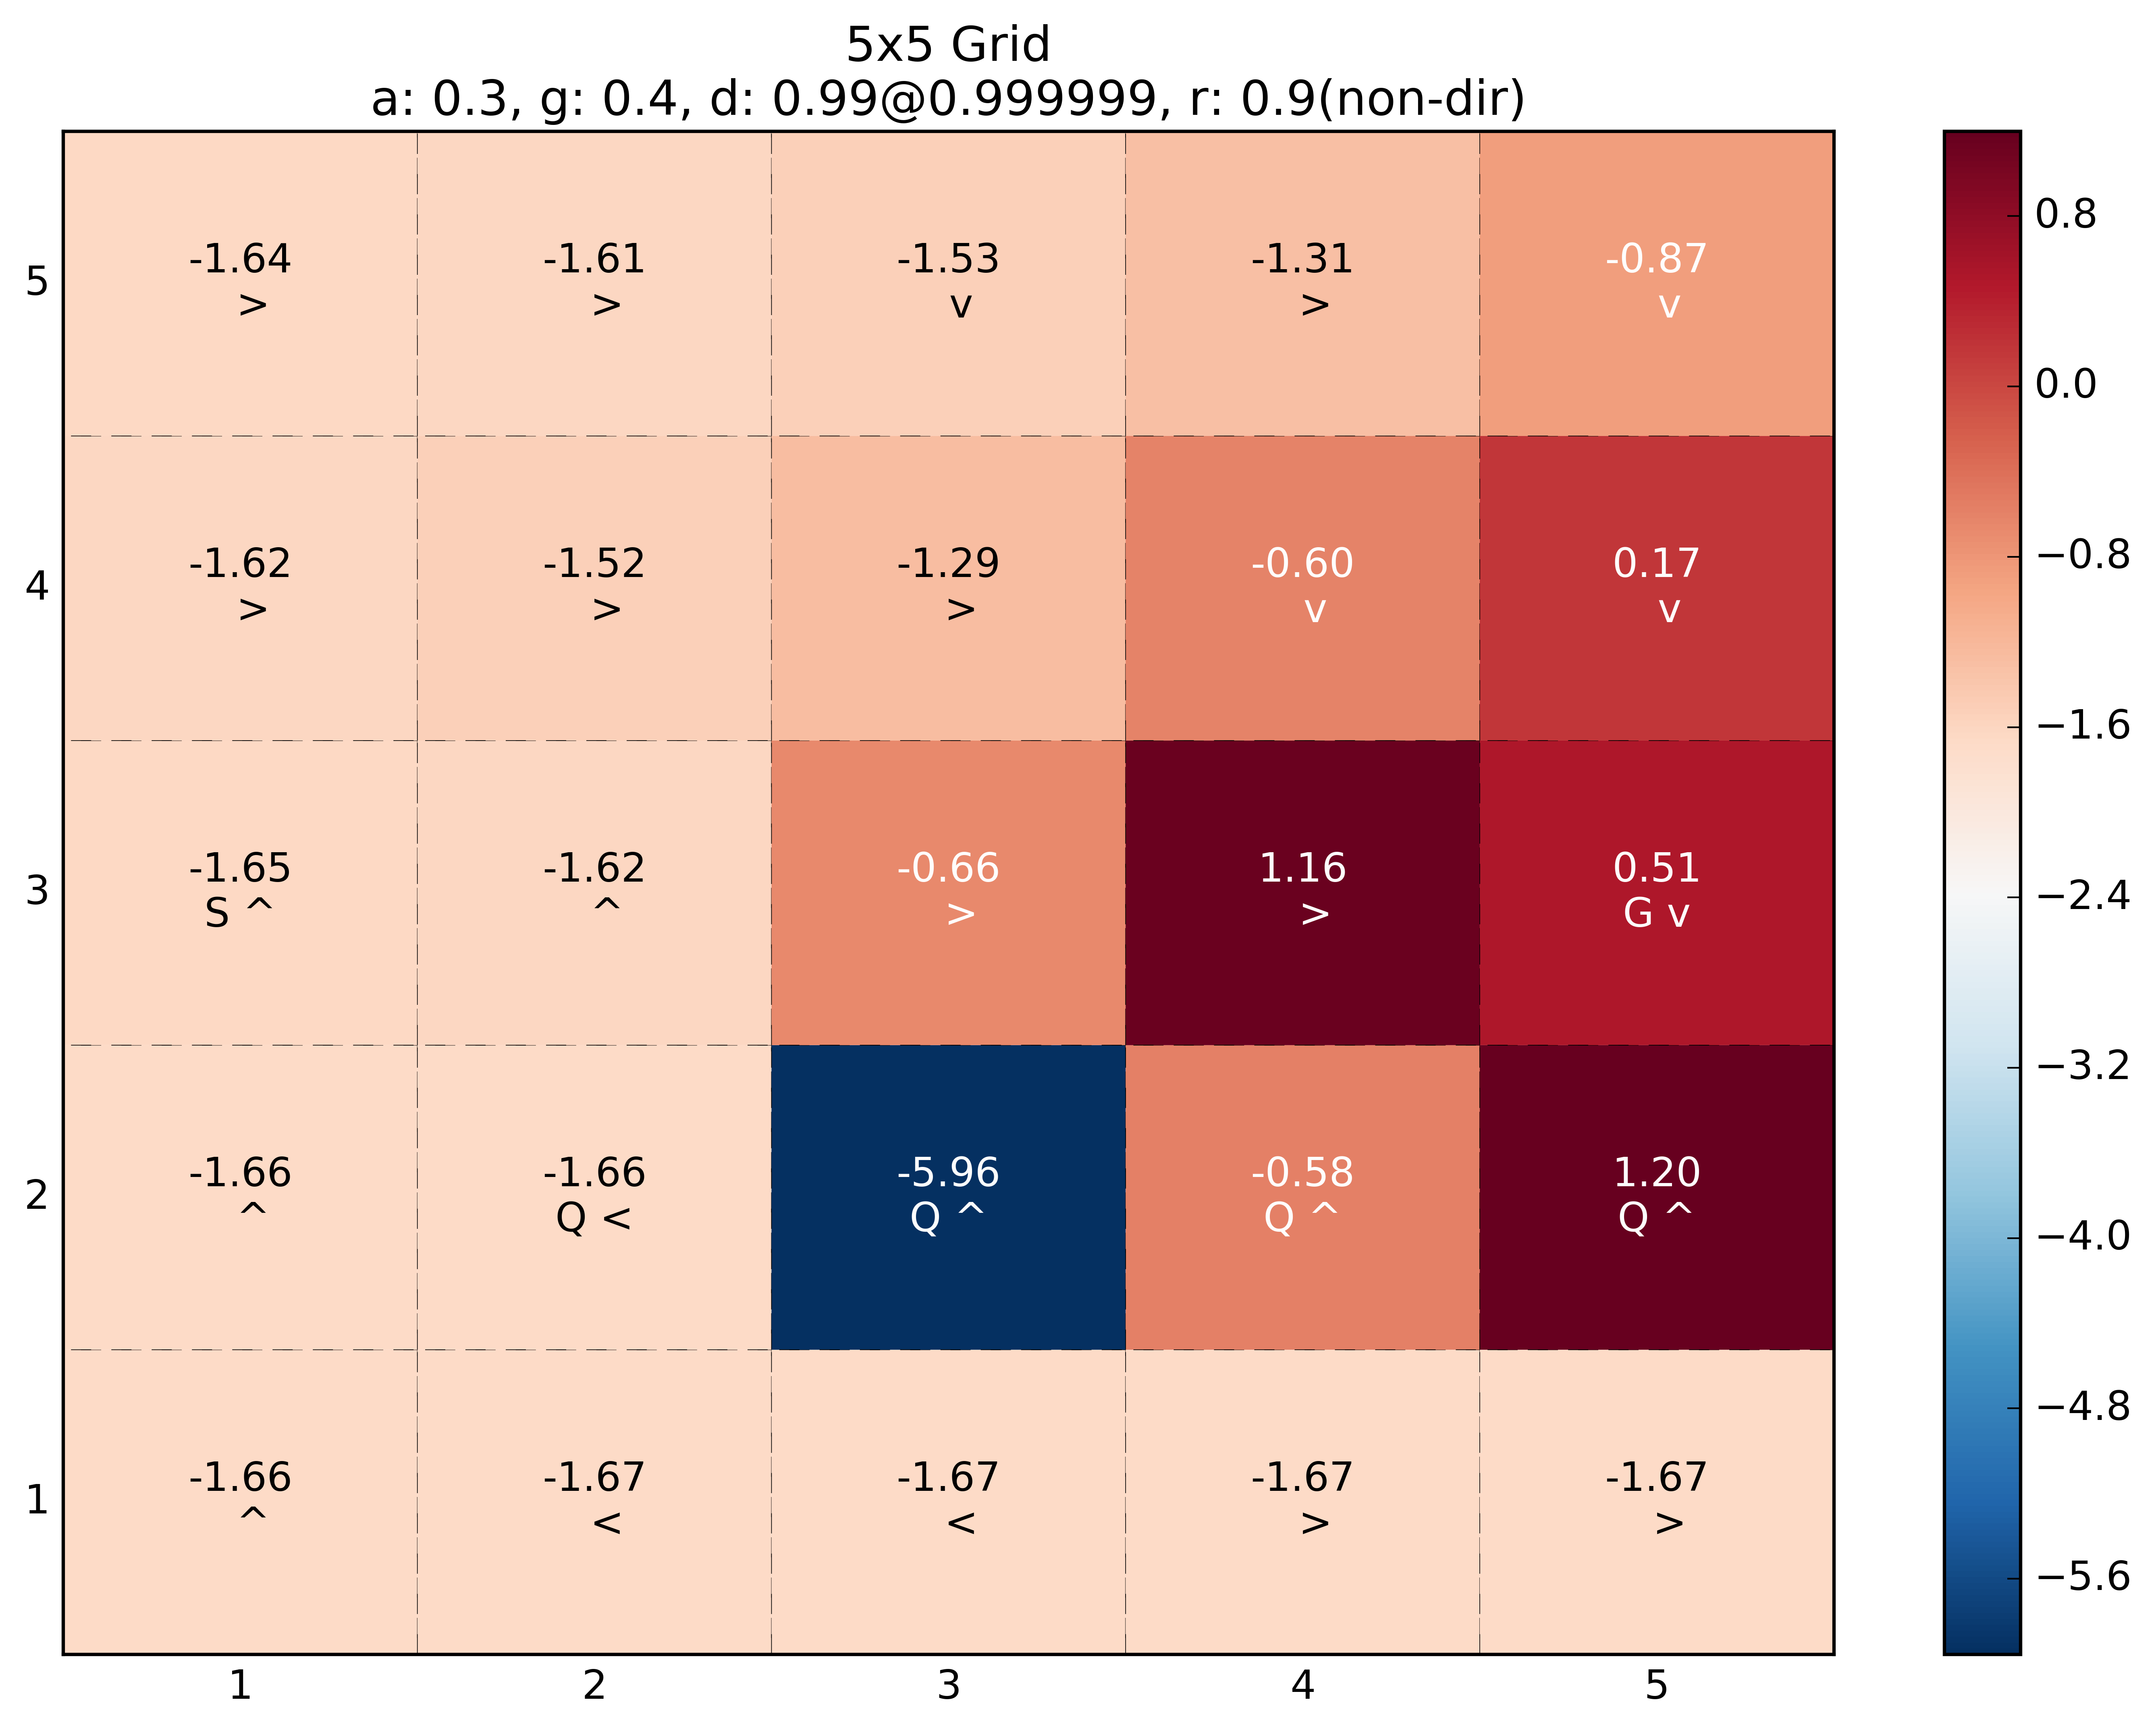 5x5 Grid
a: 0.3, g: 0.4, d: 0.99@0.999999, r: 0.9(non-dir)
5
-1.64 -1.61 -1.53 -1.31 -0.87
> > v > v
4
-1.62 -1.52 -1.29 -0.60 0.17
> > > v v
3
-1.65 -1.62 -0.66 1.16 0.51
S ^ ^ > > G v
2
-1.66 -1.66 -5.96 -0.58 1.20
^ Q < Q ^ Q ^ Q ^
1
-1.66 -1.67 -1.67 -1.67 -1.67
^ < < > >
1 2 3 4 5
0.8
0.0
−0.8
−1.6
−2.4
−3.2
−4.0
−4.8
−5.6